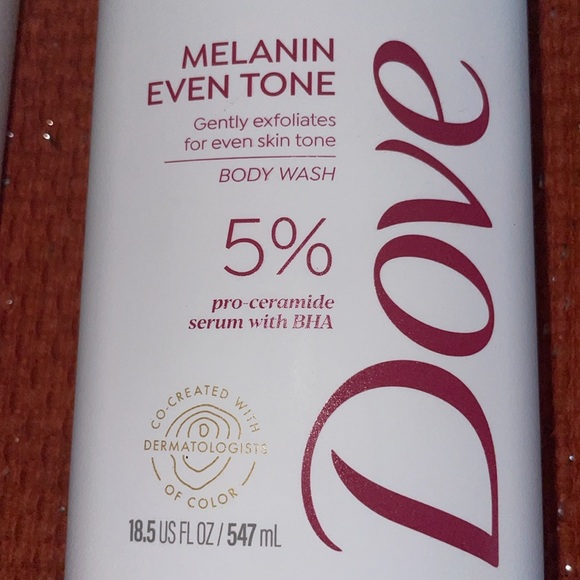 MELANIN
EVEN TONE
Gently exfoliates
for even skin tone
BODY WASH
5%
pro-ceramide
serum with BHA
CO-CREATED WITH
D
DERMATOLOGISTS
OF COLOR
18.5 US FL OZ / 547 mL
Dove